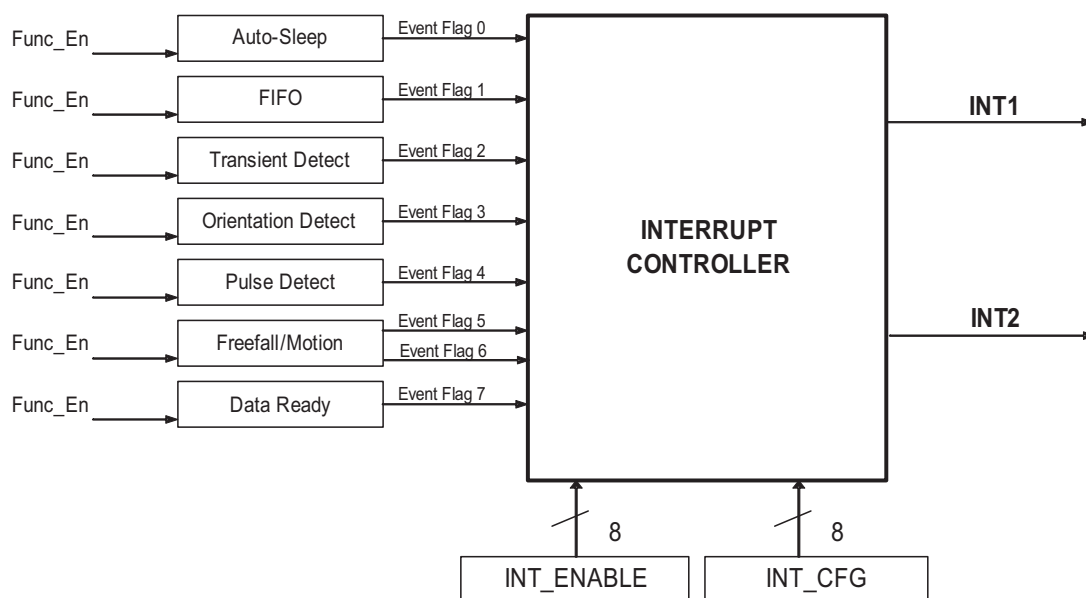 Func_En Auto-Sleep Event Flag 0
Func_En FIFO Event Flag 1
Func_En Transient Detect Event Flag 2
Func_En Orientation Detect Event Flag 3
Func_En Pulse Detect Event Flag 4
Func_En Freefall/Motion Event Flag 5
Event Flag 6
Func_En Data Ready Event Flag 7
INTERRUPT
CONTROLLER
INT1
INT2
8 8
INT_ENABLE INT_CFG